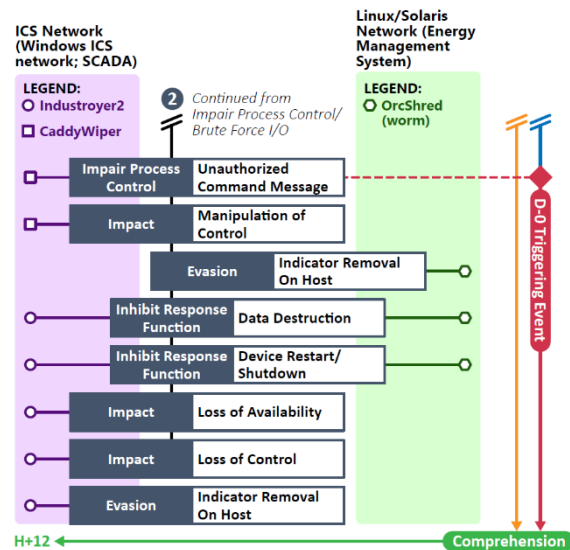 ICS Network
(Windows ICS
network; SCADA)
Linux/Solaris
Network (Energy
Management
System)
LEGEND:
Industroyer2
CaddyWiper
2 Continued from
Impair Process Control/
Brute Force I/O
LEGEND:
OrcShred
(worm)
Impair Process
Control
Unauthorized
Command Message
Impact
Manipulation of
Control
Evasion
Indicator Removal
On Host
Inhibit Response
Function
Data Destruction
Inhibit Response
Function
Device Restart/
Shutdown
Impact
Loss of Availability
Impact
Loss of Control
Evasion
Indicator Removal
On Host
D-0 Triggering Event
H+12
Comprehension